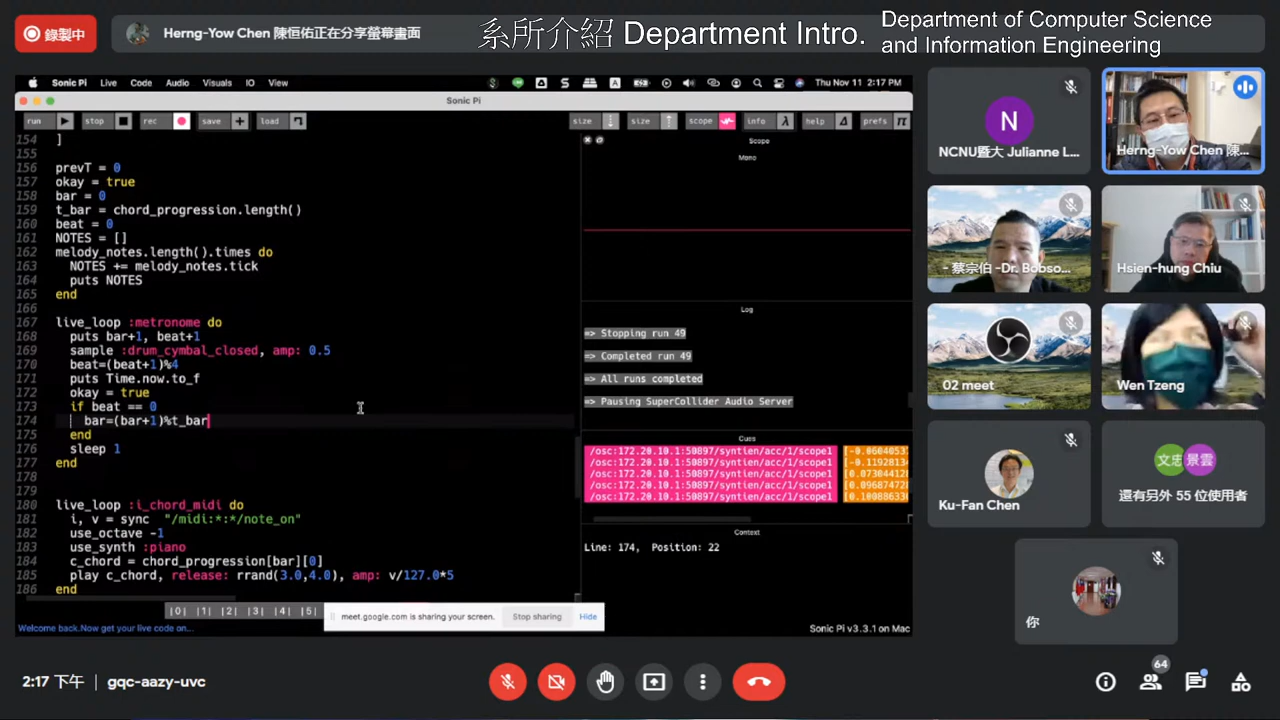 錄製中
Herng-Yow Chen 陳恒佑正在分享螢幕畫面
系所介紹 Department Intro.
Department of Computer Science
and Information Engineering
Sonic Pi Live Code Audio Visuals IO View
Thu Nov 11 2:17 PM
Sonic Pi
run stop rec save load
size size scope info help prefs
154 ]
155
156 prevT = 0
157 okay = true
158 bar = 0
159 t_bar = chord_progression.length()
160 beat = 0
161 NOTES = []
162 melody_notes.length().times do
163 NOTES += melody_notes.tick
164 puts NOTES
165 end
166
167 live_loop :metronome do
168 puts bar+1, beat+1
169 sample :drum_cymbal_closed, amp: 0.5
170 beat=(beat+1)%4
171 puts Time.now.to_f
172 okay = true
173 if beat == 0
174 bar=(bar+1)%t_bar
175 end
176 sleep 1
177 end
178
179
180 live_loop :i_chord_midi do
181 i, v = sync "/midi:*:*/note_on"
182 use_octave -1
183 use_synth :piano
184 c_chord = chord_progression[bar][0]
185 play c_chord, release: rrand(3.0,4.0), amp: v/127.0*5
186 end
|0| |1| |2| |3| |4| |5|
meet.google.com is sharing your screen. Stop sharing Hide
Welcome back.Now get your live code on...
Scope
Mono
Log
=> Stopping run 49
=> Completed run 49
=> All runs completed
=> Pausing SuperCollider Audio Server
Cues
/osc:172.20.10.1:50897/syntien/acc/1/scope1 [-0.0604053
/osc:172.20.10.1:50897/syntien/acc/1/scope1 [-0.1192813
/osc:172.20.10.1:50897/syntien/acc/1/scope1 [0.07304412
/osc:172.20.10.1:50897/syntien/acc/1/scope1 [0.09687472
/osc:172.20.10.1:50897/syntien/acc/1/scope1 [0.10088633
Context
Line: 174, Position: 22
Sonic Pi v3.3.1 on Mac
N
NCNU暨大 Julianne L...
Herng-Yow Chen 陳...
- 蔡宗伯 -Dr. Bobso...
Hsien-hung Chiu
02 meet
Wen Tzeng
Ku-Fan Chen
文忠 景雲
還有另外 55 位使用者
你
2:17 下午 | gqc-aazy-uvc
64